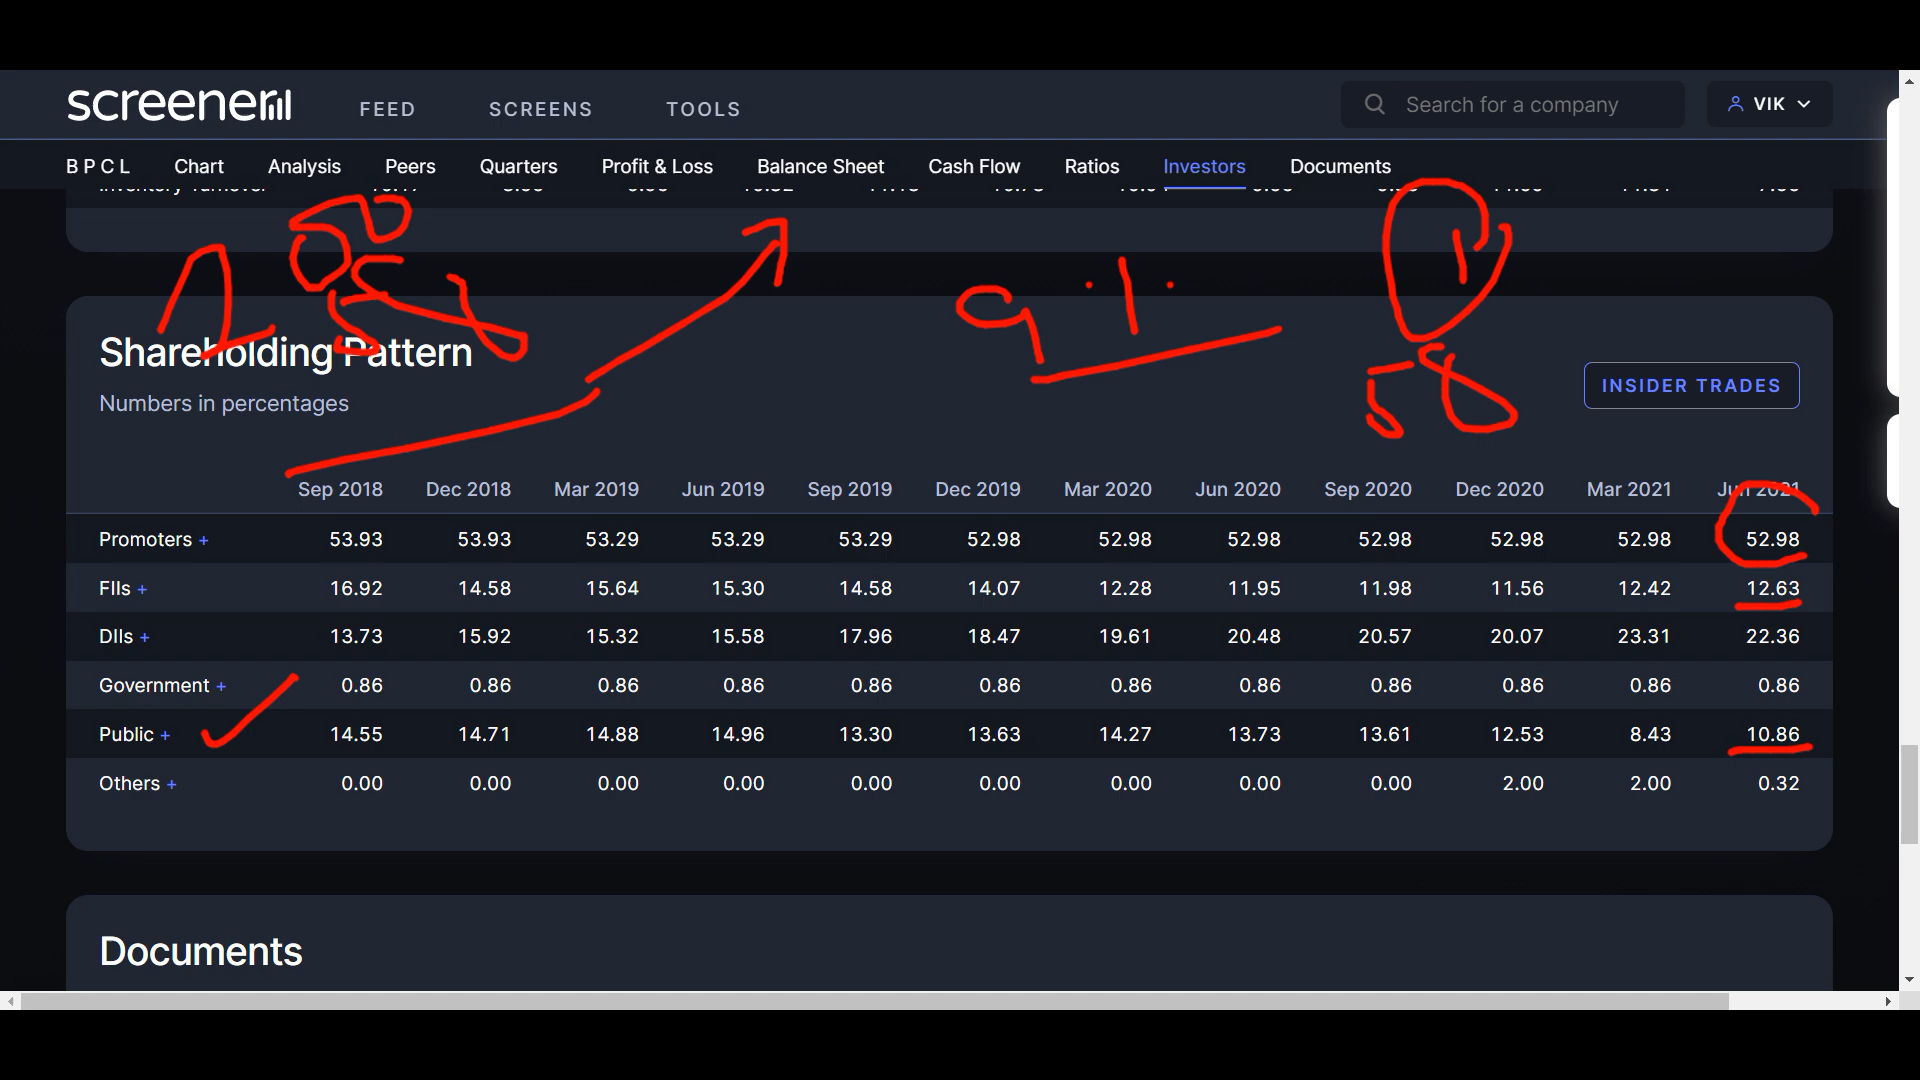 screener
FEED SCREENS TOOLS
Search for a company
VIK
B P C L Chart Analysis Peers Quarters Profit & Loss Balance Sheet Cash Flow Ratios Investors Documents
Shareholding Pattern
Numbers in percentages
INSIDER TRADES
58
Sep 2018 Dec 2018 Mar 2019 Jun 2019 Sep 2019 Dec 2019 Mar 2020 Jun 2020 Sep 2020 Dec 2020 Mar 2021 Jun 2021
Promoters + 53.93 53.93 53.29 53.29 53.29 52.98 52.98 52.98 52.98 52.98 52.98 52.98
FIIs + 16.92 14.58 15.64 15.30 14.58 14.07 12.28 11.95 11.98 11.56 12.42 12.63
DIIs + 13.73 15.92 15.32 15.58 17.96 18.47 19.61 20.48 20.57 20.07 23.31 22.36
Government + 0.86 0.86 0.86 0.86 0.86 0.86 0.86 0.86 0.86 0.86 0.86 0.86
Public + 14.55 14.71 14.88 14.96 13.30 13.63 14.27 13.73 13.61 12.53 8.43 10.86
Others + 0.00 0.00 0.00 0.00 0.00 0.00 0.00 0.00 0.00 2.00 2.00 0.32
Documents